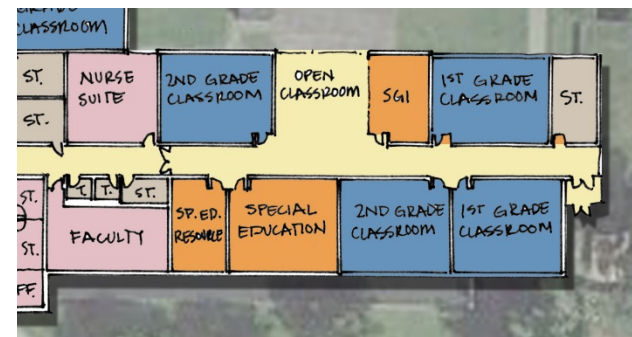 GRADE
CLASSROOM
ST.
NURSE
SUITE
2ND GRADE
CLASSROOM
OPEN
CLASSROOM
SGI
1ST GRADE
CLASSROOM
ST.
ST.
ST.
T.
T.
ST.
FACULTY
SP. ED.
RESOURCE
SPECIAL
EDUCATION
2ND GRADE
CLASSROOM
1ST GRADE
CLASSROOM
ST.
FF.